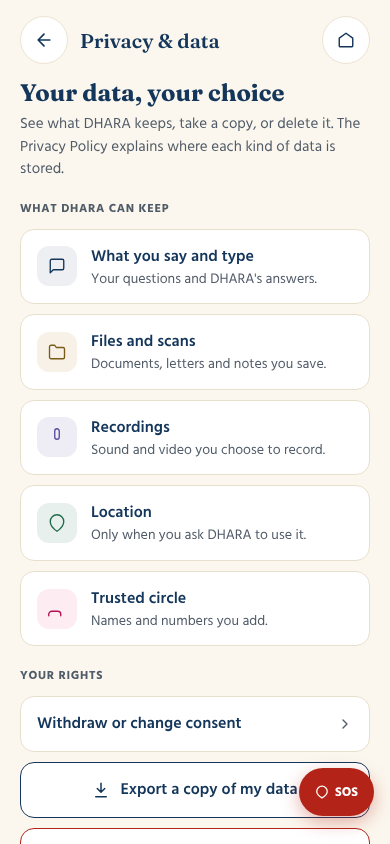 Privacy & data
Your data, your choice
See what DHARA keeps, take a copy, or delete it. The
Privacy Policy explains where each kind of data is
stored.
WHAT DHARA CAN KEEP
What you say and type
Your questions and DHARA's answers.
Files and scans
Documents, letters and notes you save.
Recordings
Sound and video you choose to record.
Location
Only when you ask DHARA to use it.
Trusted circle
Names and numbers you add.
YOUR RIGHTS
Withdraw or change consent
Export a copy of my data
SOS